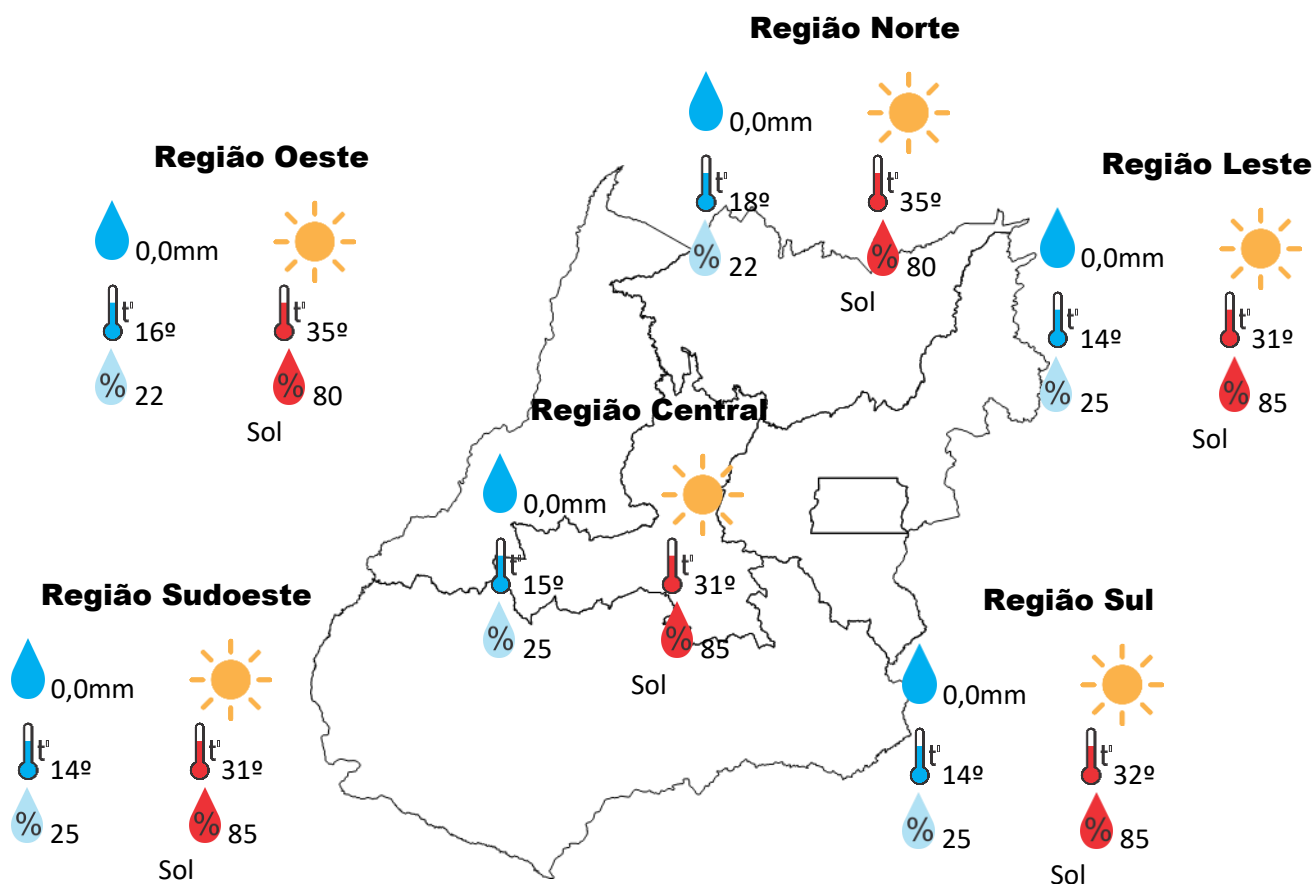 Região Norte
0,0mm
t°
18º
t°
35º
% 22
% 80
Sol
Região Oeste
0,0mm
t°
16º
t°
35º
% 22
% 80
Sol
Região Leste
0,0mm
t°
14º
t°
31º
% 25
% 85
Sol
Região Central
0,0mm
t°
15º
t°
31º
% 25
% 85
Sol
Região Sudoeste
0,0mm
t°
14º
t°
31º
% 25
% 85
Sol
Região Sul
0,0mm
t°
14º
t°
32º
% 25
% 85
Sol